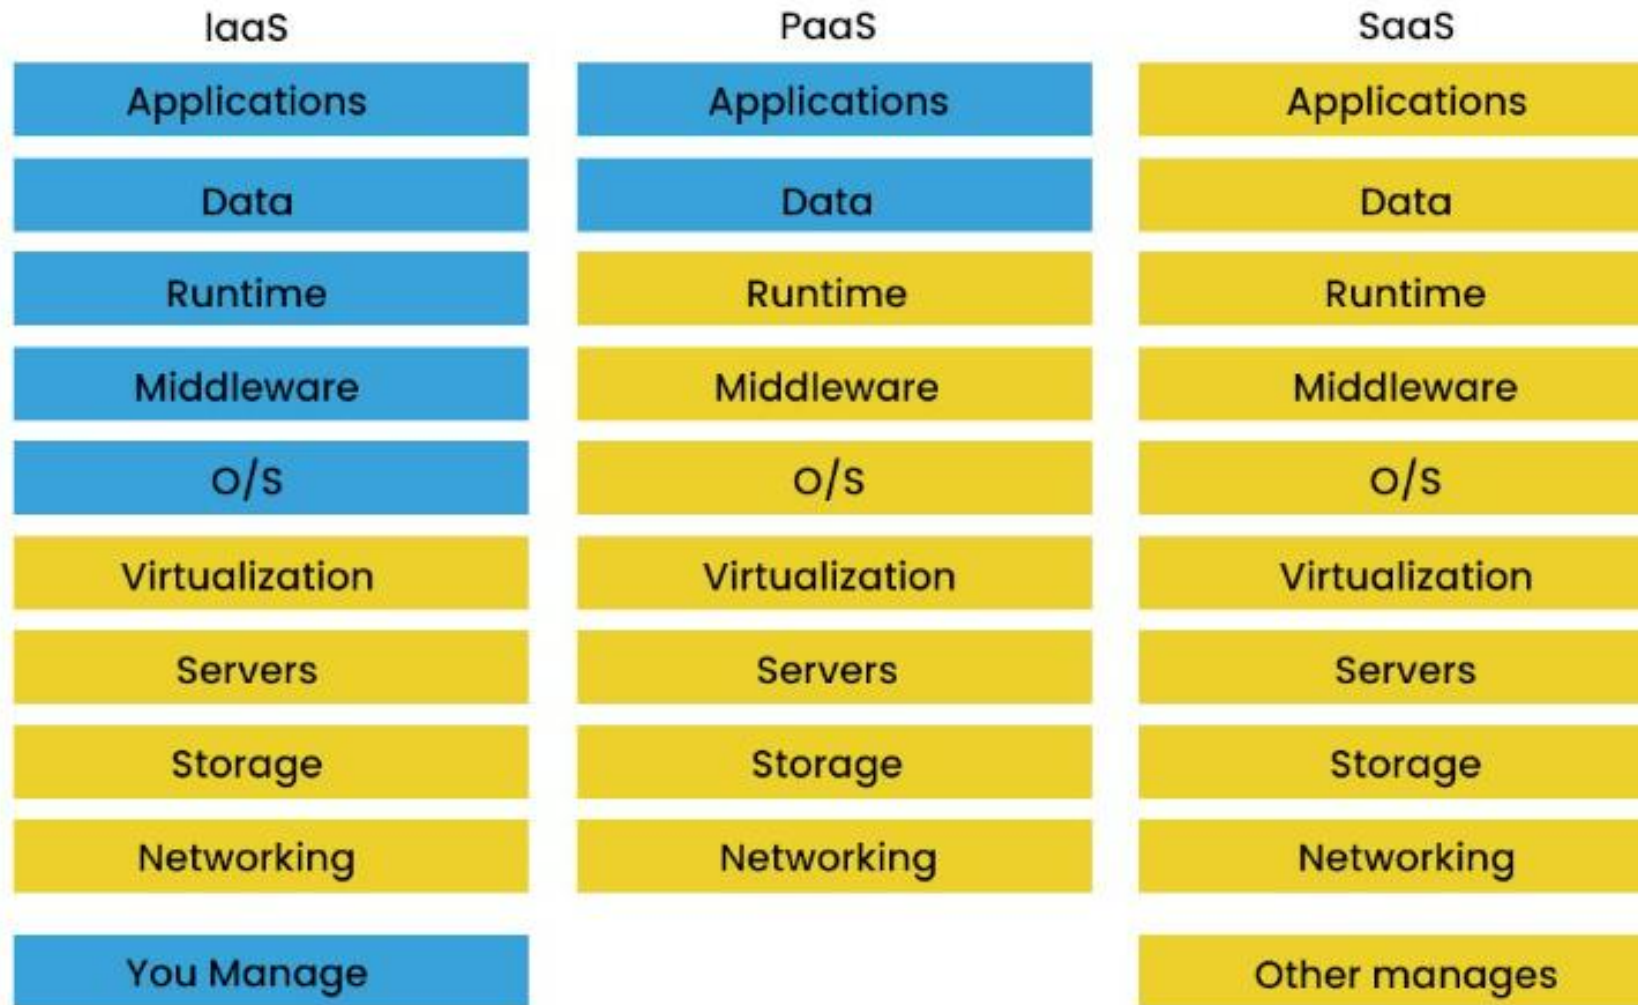 IaaS
PaaS
SaaS
Applications
Applications
Applications
Data
Data
Data
Runtime
Runtime
Runtime
Middleware
Middleware
Middleware
O/S
O/S
O/S
Virtualization
Virtualization
Virtualization
Servers
Servers
Servers
Storage
Storage
Storage
Networking
Networking
Networking
You Manage
Other manages